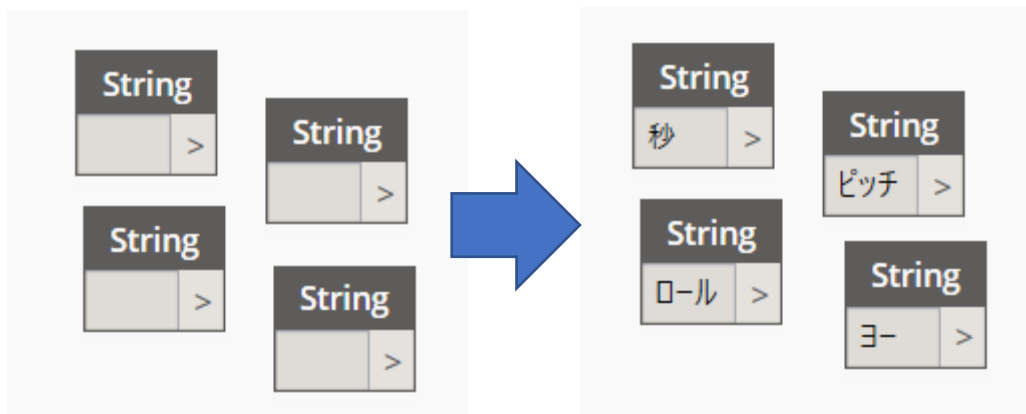 String
>
String
>
String
>
String
>
String
秒 >
String
ピッチ >
String
ロール >
String
ヨー >